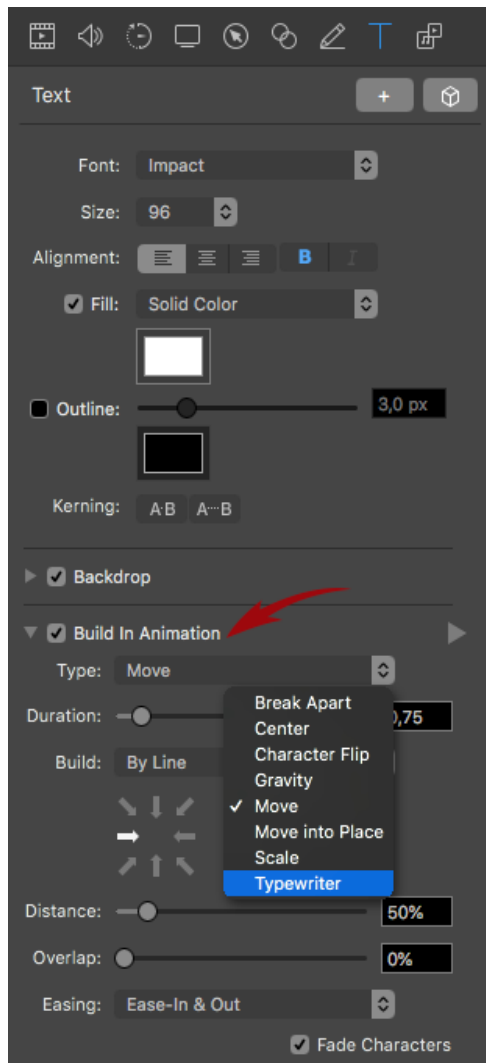 Text +
Font: Impact
Size: 96
Alignment: B I
Fill: Solid Color
Outline: 3,0 px
Kerning: A·B A┈B
Backdrop
Build In Animation
Type: Move
Break Apart
Duration: 0,75
Center
Character Flip
Build: By Line
Gravity
✓ Move
Move into Place
Scale
Typewriter
Distance: 50%
Overlap: 0%
Easing: Ease-In & Out
Fade Characters